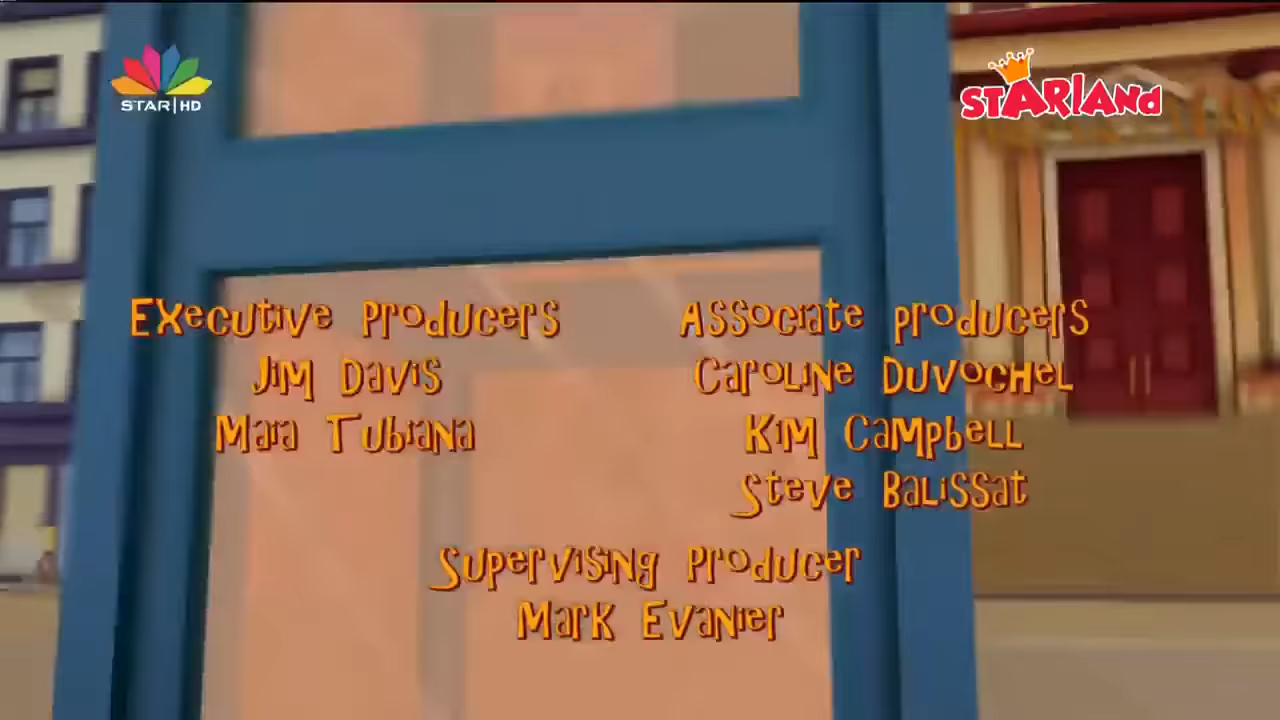 STAR|HD
STARLAND
Executive Producers
Jim Davis
Maia Tubiana
Associate producers
Caroline Duvochel
Kim Campbell
Steve Balissat
Supervising Producer
Mark Evanier